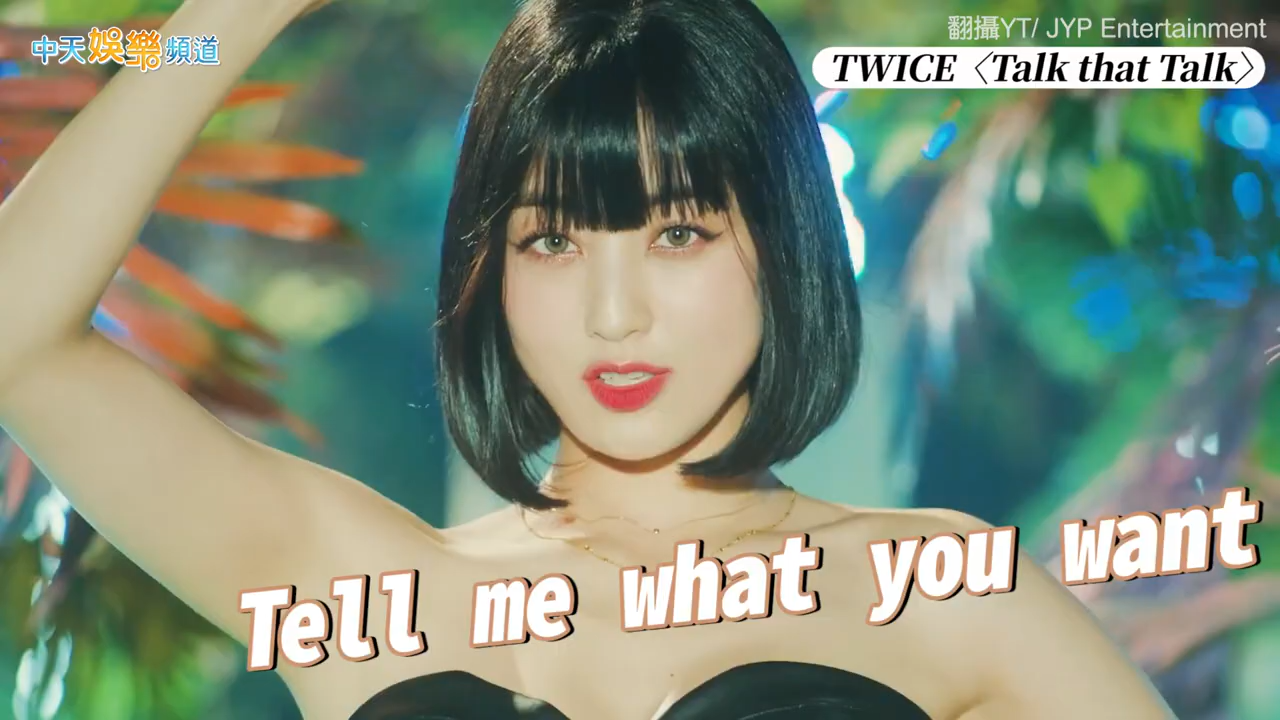 中天娛樂頻道
翻攝YT/ JYP Entertainment
TWICE〈Talk that Talk〉
Tell me what you want